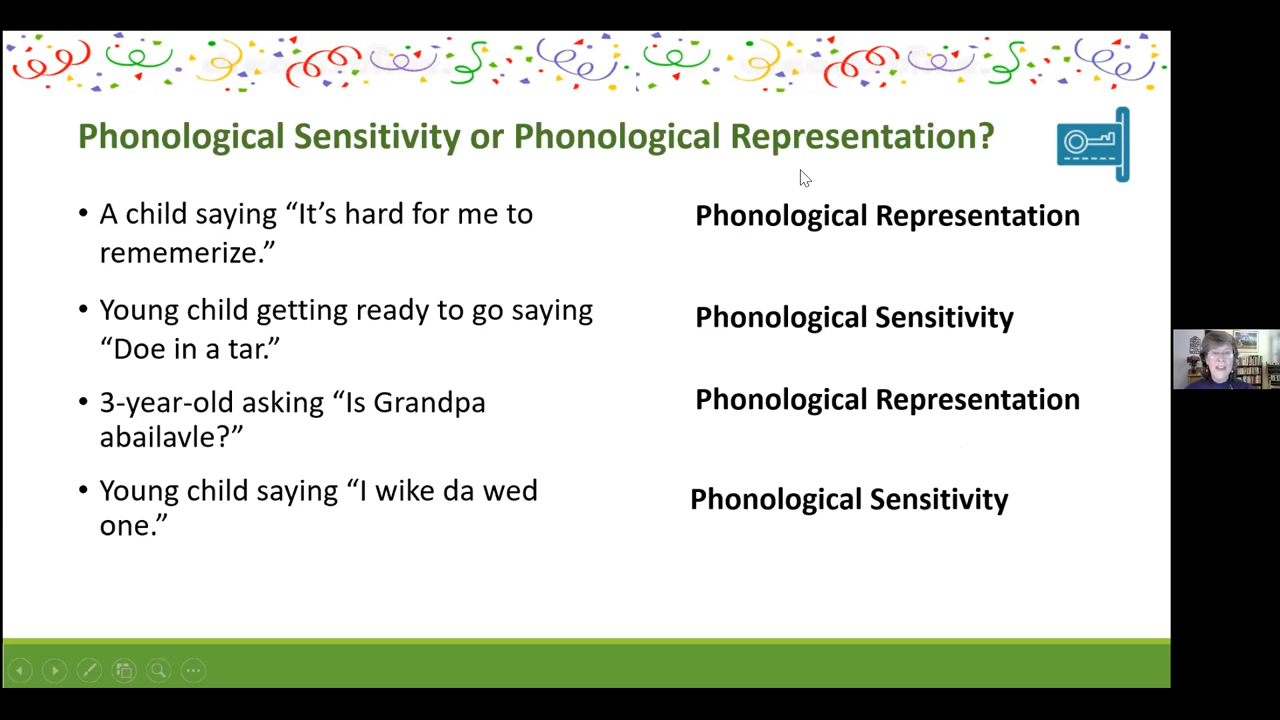 Phonological Sensitivity or Phonological Representation?
• A child saying “It’s hard for me to
rememerize.”
Phonological Representation
• Young child getting ready to go saying
“Doe in a tar.”
Phonological Sensitivity
• 3-year-old asking “Is Grandpa
abailavle?”
Phonological Representation
• Young child saying “I wike da wed
one.”
Phonological Sensitivity